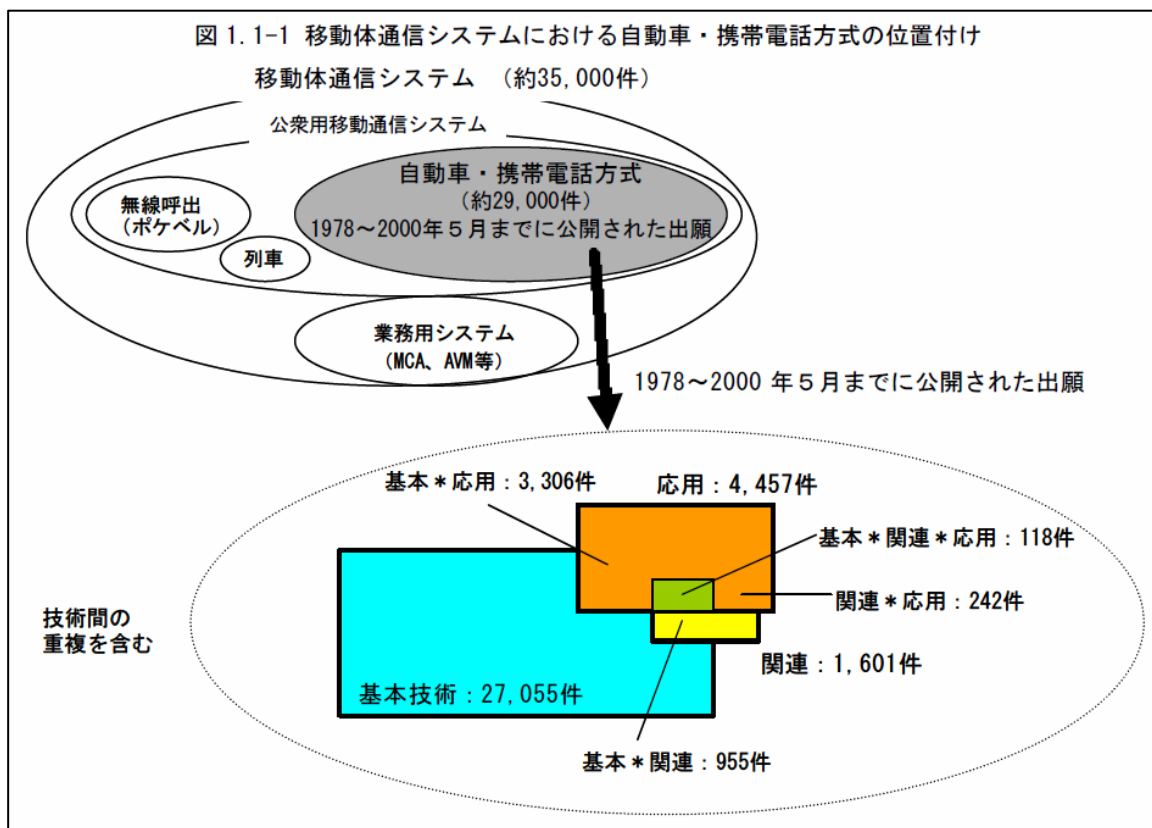 図 1.1-1 移動体通信システムにおける自動車・携帯電話方式の位置付け
移動体通信システム （約35,000件）
公衆用移動通信システム
自動車・携帯電話方式
（約29,000件）
1978～2000年５月までに公開された出願
無線呼出
（ポケベル）
列車
業務用システム
（MCA、AVM等）
1978～2000 年５月までに公開された出願
基本＊応用：3,306件
応用：4,457件
基本＊関連＊応用：118件
関連＊応用：242件
技術間の
重複を含む
関連：1,601件
基本技術：27,055件
基本＊関連：955件